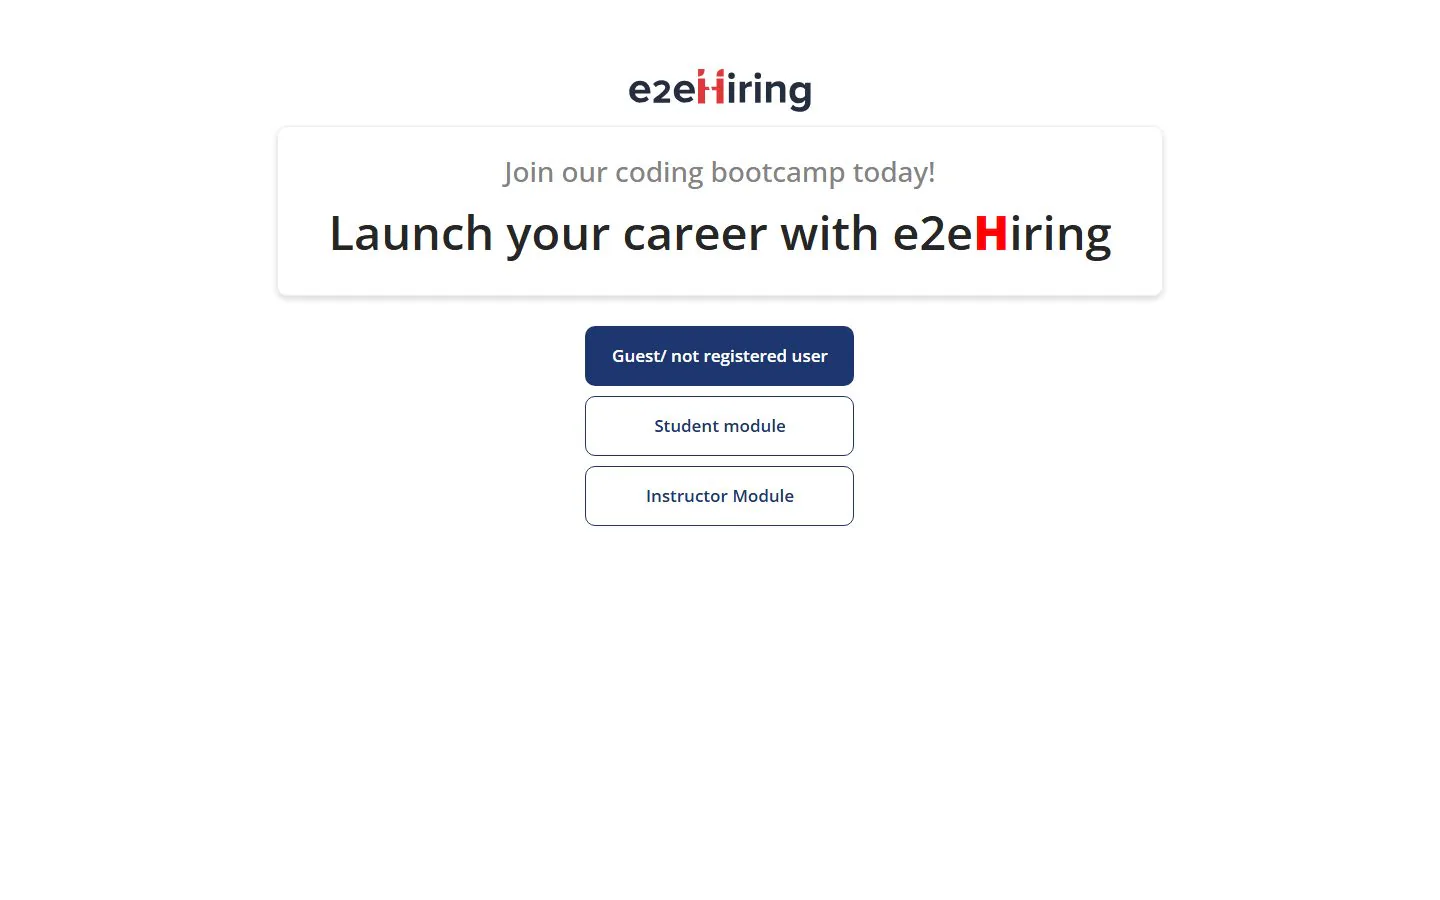 e2eHiring
Join our coding bootcamp today!
Launch your career with e2eHiring
Guest/ not registered user
Student module
Instructor Module